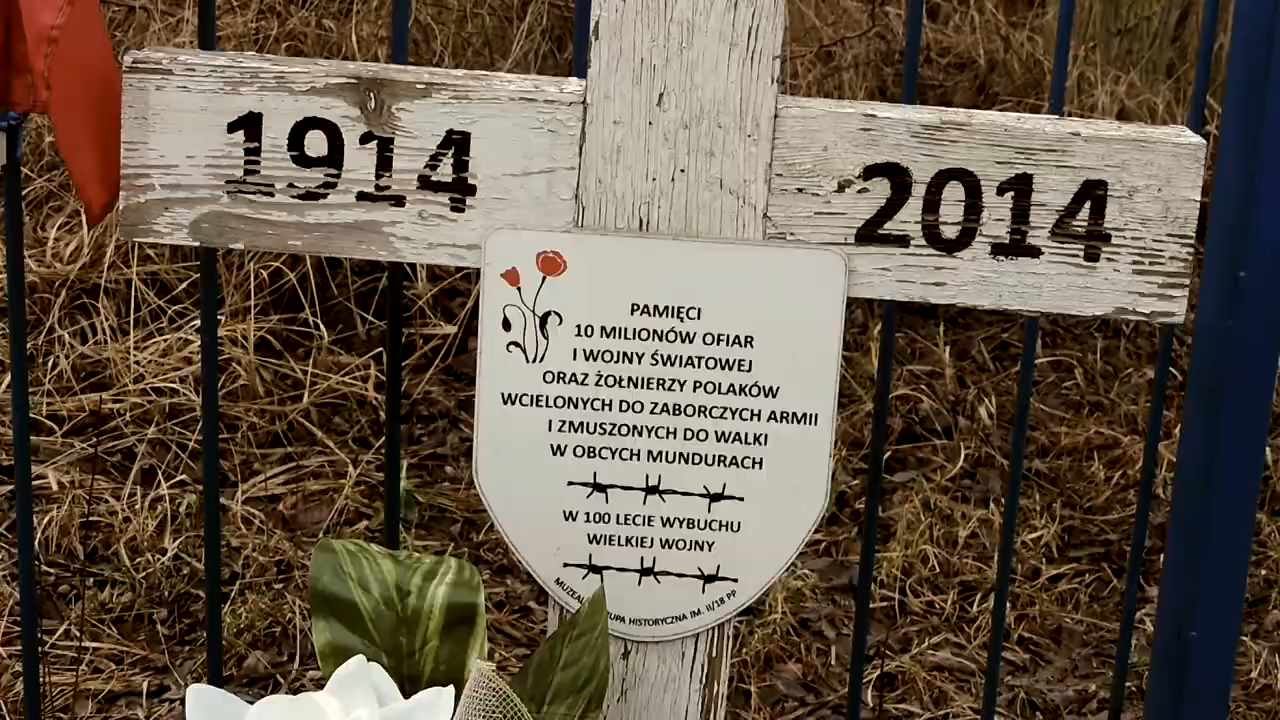 1914
2014
PAMIĘCI
10 MILIONÓW OFIAR
I WOJNY ŚWIATOWEJ
ORAZ ŻOŁNIERZY POLAKÓW
WCIELONYCH DO ZABORCZYCH ARMII
I ZMUSZONYCH DO WALKI
W OBCYCH MUNDURACH
W 100 LECIE WYBUCHU
WIELKIEJ WOJNY
HISTORYCZNA IM. II/18 PP